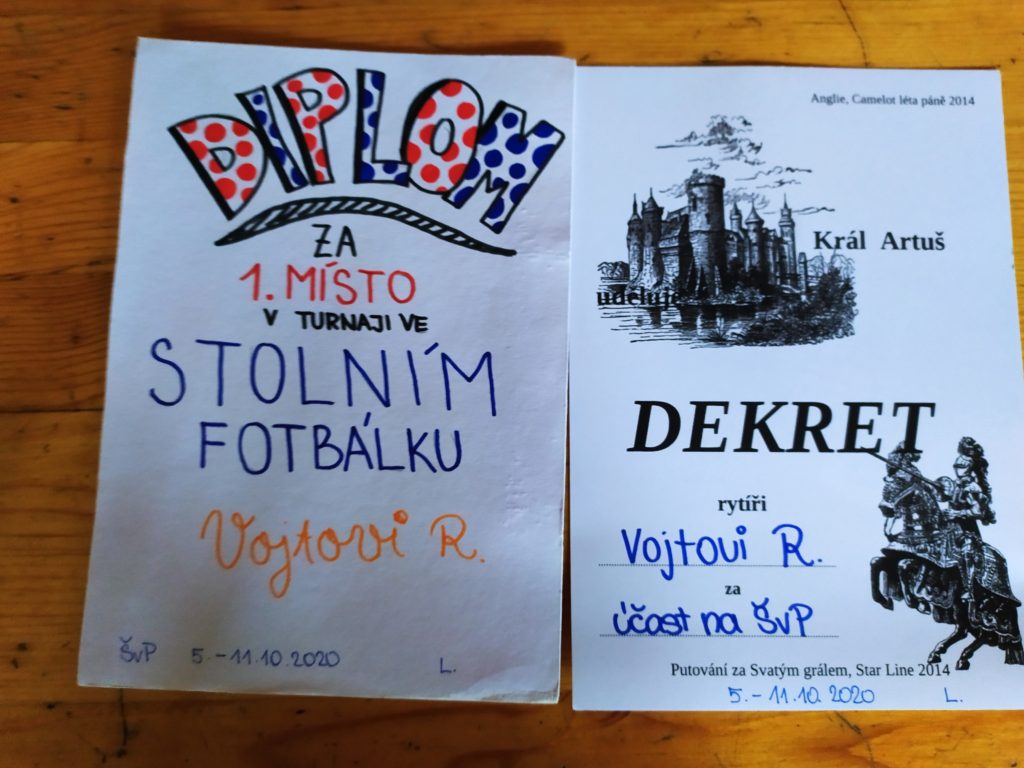 DIPLOM
ZA
1. MÍSTO
V TURNAJI VE
STOLNÍM
FOTBÁLKU
Vojtovi R.
ŠvP 5.-11.10.2020 L.
Anglie, Camelot léta páně 2014
Král Artuš
uděluje
DEKRET
rytíři
Vojtovi R.
za
účast na ŠvP
Putování za Svatým grálem, Star Line 2014
5.-11.10.2020 L.